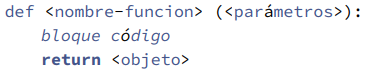 def <nombre-funcion> (<parámetros>):
    bloque código
    return <objeto>